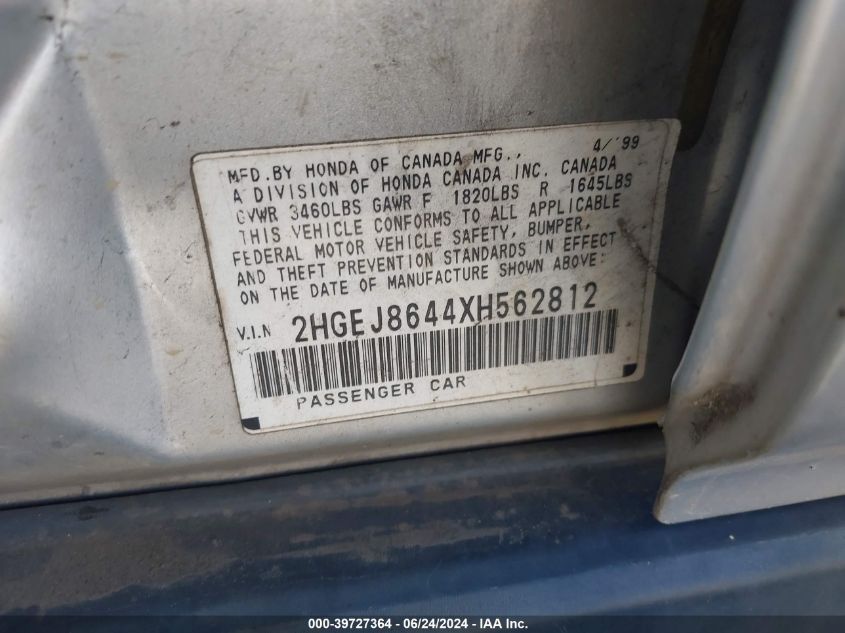 4/'99
MFD.BY HONDA OF CANADA MFG.,
A DIVISION OF HONDA CANADA INC. CANADA
GVWR 3460LBS GAWR F 1820LBS R 1645LBS
THIS VEHICLE CONFORMS TO ALL APPLICABLE
FEDERAL MOTOR VEHICLE SAFETY, BUMPER,
AND THEFT PREVENTION STANDARDS IN EFFECT
ON THE DATE OF MANUFACTURE SHOWN ABOVE.
V.I.N 2HGEJ8644XH562812
PASSENGER CAR
000-39727364 - 06/24/2024 - IAA Inc.